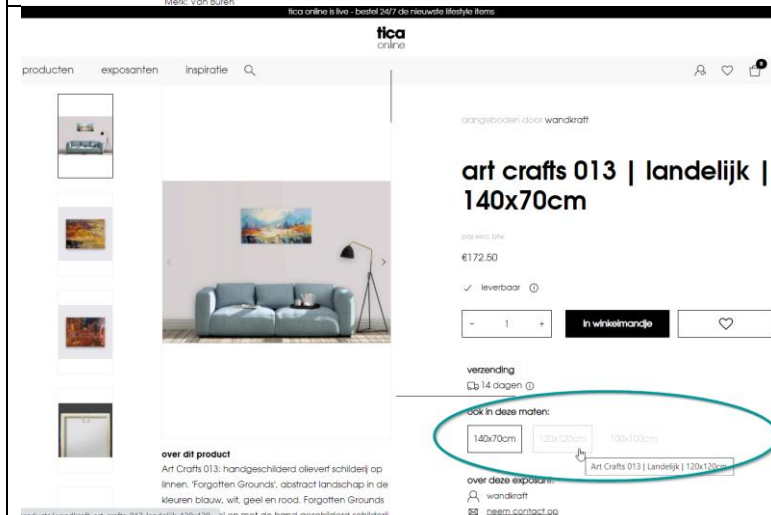 Merk: Van Buren
tica online is live - bestel 24/7 de nieuwste lifestyle items
tica
online
producten exposanten inspiratie
0
aangeboden door wandkraft
art crafts 013 | landelijk |
140x70cm
prijs excl. btw
€172.50
leverbaar
- 1 + in winkelmandje
verzending
14 dagen
ook in deze maten:
140x70cm 120x120cm 100x100cm
Art Crafts 013 | Landelijk | 120x120cm
over dit product
Art Crafts 013: handgeschilderd olieverf schilderij op
linnen. 'Forgotten Grounds', abstract landschap in de
kleuren blauw, wit, geel en rood. Forgotten Grounds
over deze exposant:
wandkraft
neem contact op